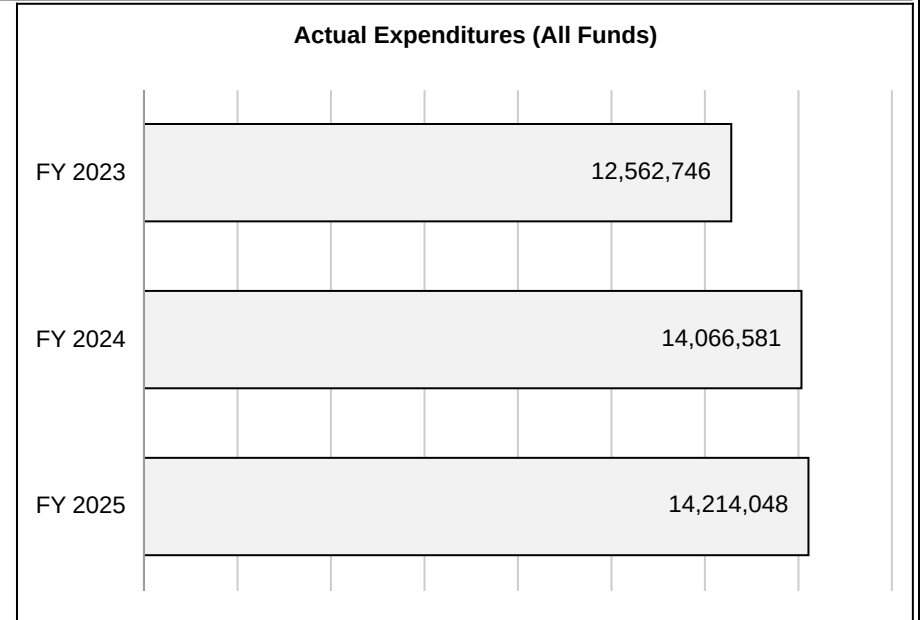 Actual Expenditures (All Funds)
FY 2023 12,562,746
FY 2024 14,066,581
FY 2025 14,214,048